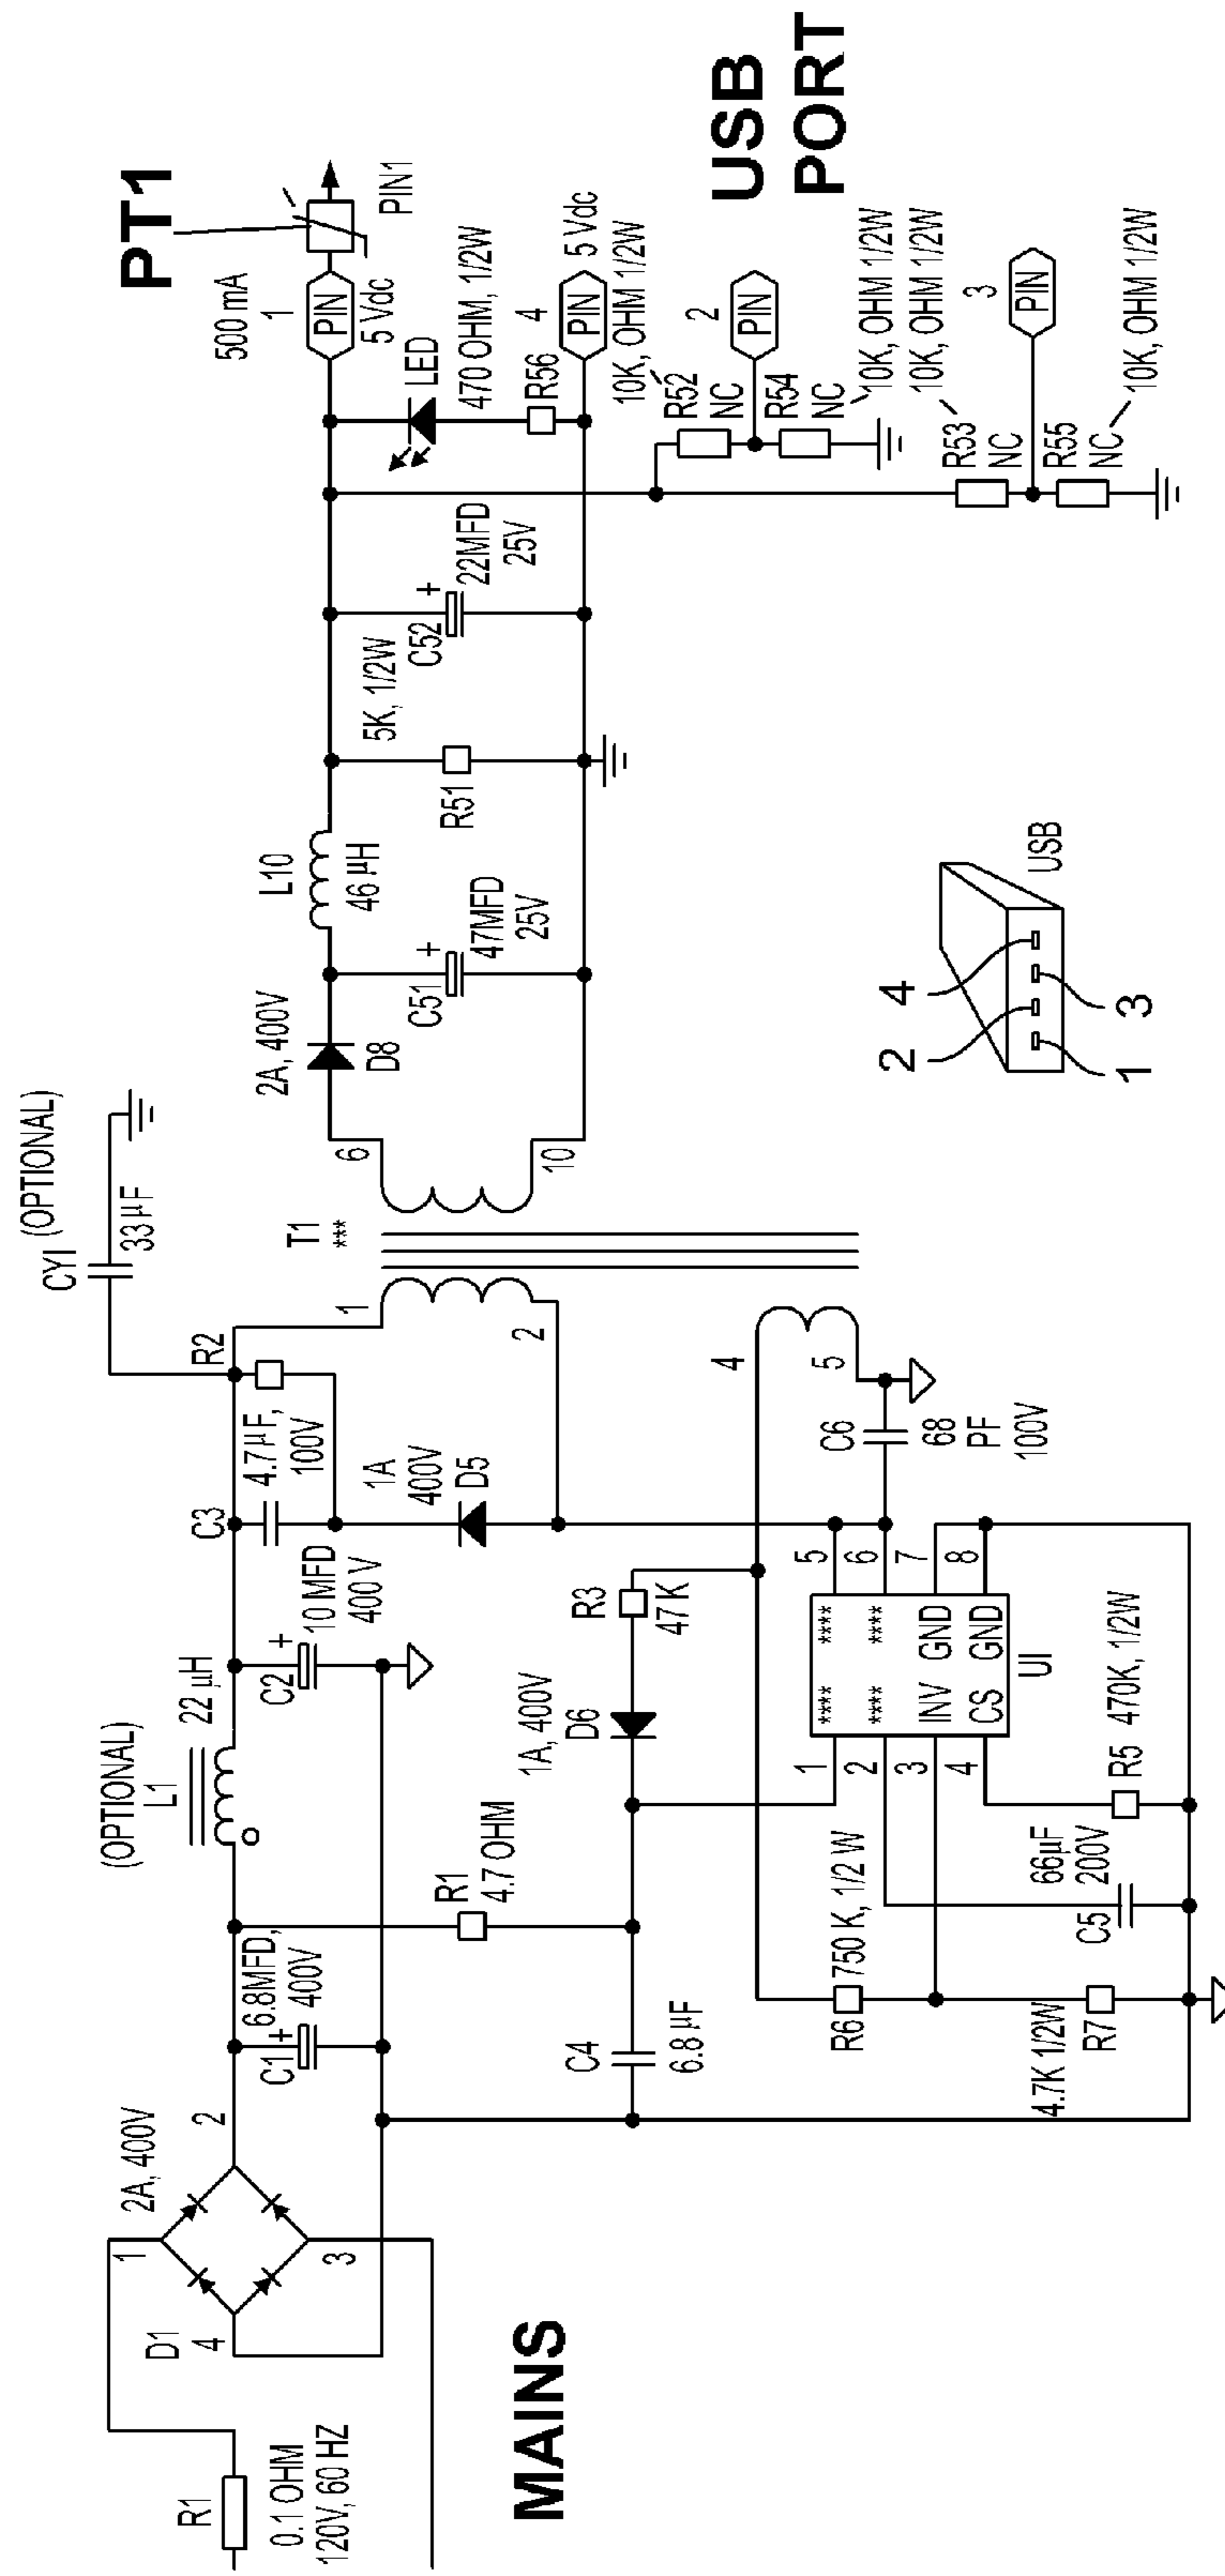 MAINS
R1
0.1 OHM
120V, 60 HZ
D1
1
2
3
4
2A, 400V
C1
+
6.8MFD,
400V
(OPTIONAL)
L1
22 µH
C2
+
10 MFD
400 V
R1
4.7 OHM
C4
6.8 µF
C3
4.7µF,
100V
R2
CYI
(OPTIONAL)
33 µF
1A
400V
D5
1A, 400V
D6
R3
47 K
T1
***
1
2
4
5
6
10
C6
68
PF
100V
R6
750 K, 1/2 W
4.7K 1/2W
R7
C5
66µF
200V
R5
470K, 1/2W
UI
1
2
3
4
5
6
7
8
**** ****
**** ****
INV GND
CS GND
2A, 400V
D8
C51
+
47MFD
25V
L10
46 µH
R51
5K, 1/2W
C52
+
22MFD
25V
LED
470 OHM, 1/2W
R56
500 mA
1
PIN
5 Vdc
PT1
PIN1
4
PIN
5 Vdc
10K, OHM 1/2W
R52
NC
2
PIN
R54
NC
10K, OHM 1/2W
10K, OHM 1/2W
R53
NC
3
PIN
R55
NC
10K, OHM 1/2W
USB
PORT
2
4
1
3
USB